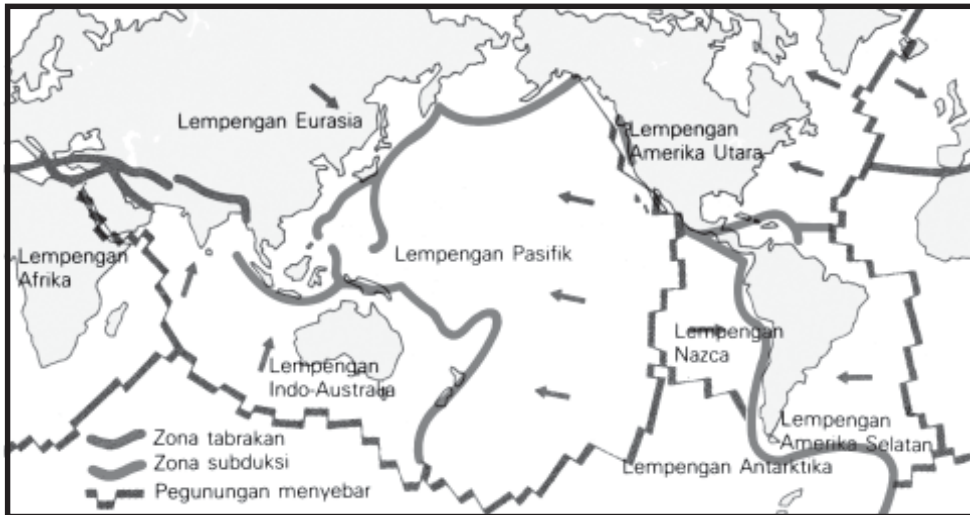 Lempengan Eurasia
Lempengan
Amerika Utara
Lempengan
Afrika
Lempengan Pasifik
Lempengan
Nazca
Lempengan
Indo-Australia
Lempengan
Amerika Selatan
Lempengan Antarktika
Zona tabrakan
Zona subduksi
Pegunungan menyebar